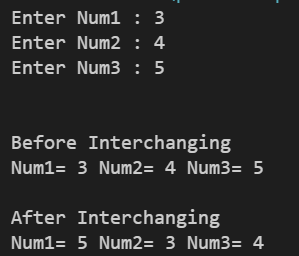 Enter Num1 : 3
Enter Num2 : 4
Enter Num3 : 5
Before Interchanging
Num1= 3 Num2= 4 Num3= 5
After Interchanging
Num1= 5 Num2= 3 Num3= 4